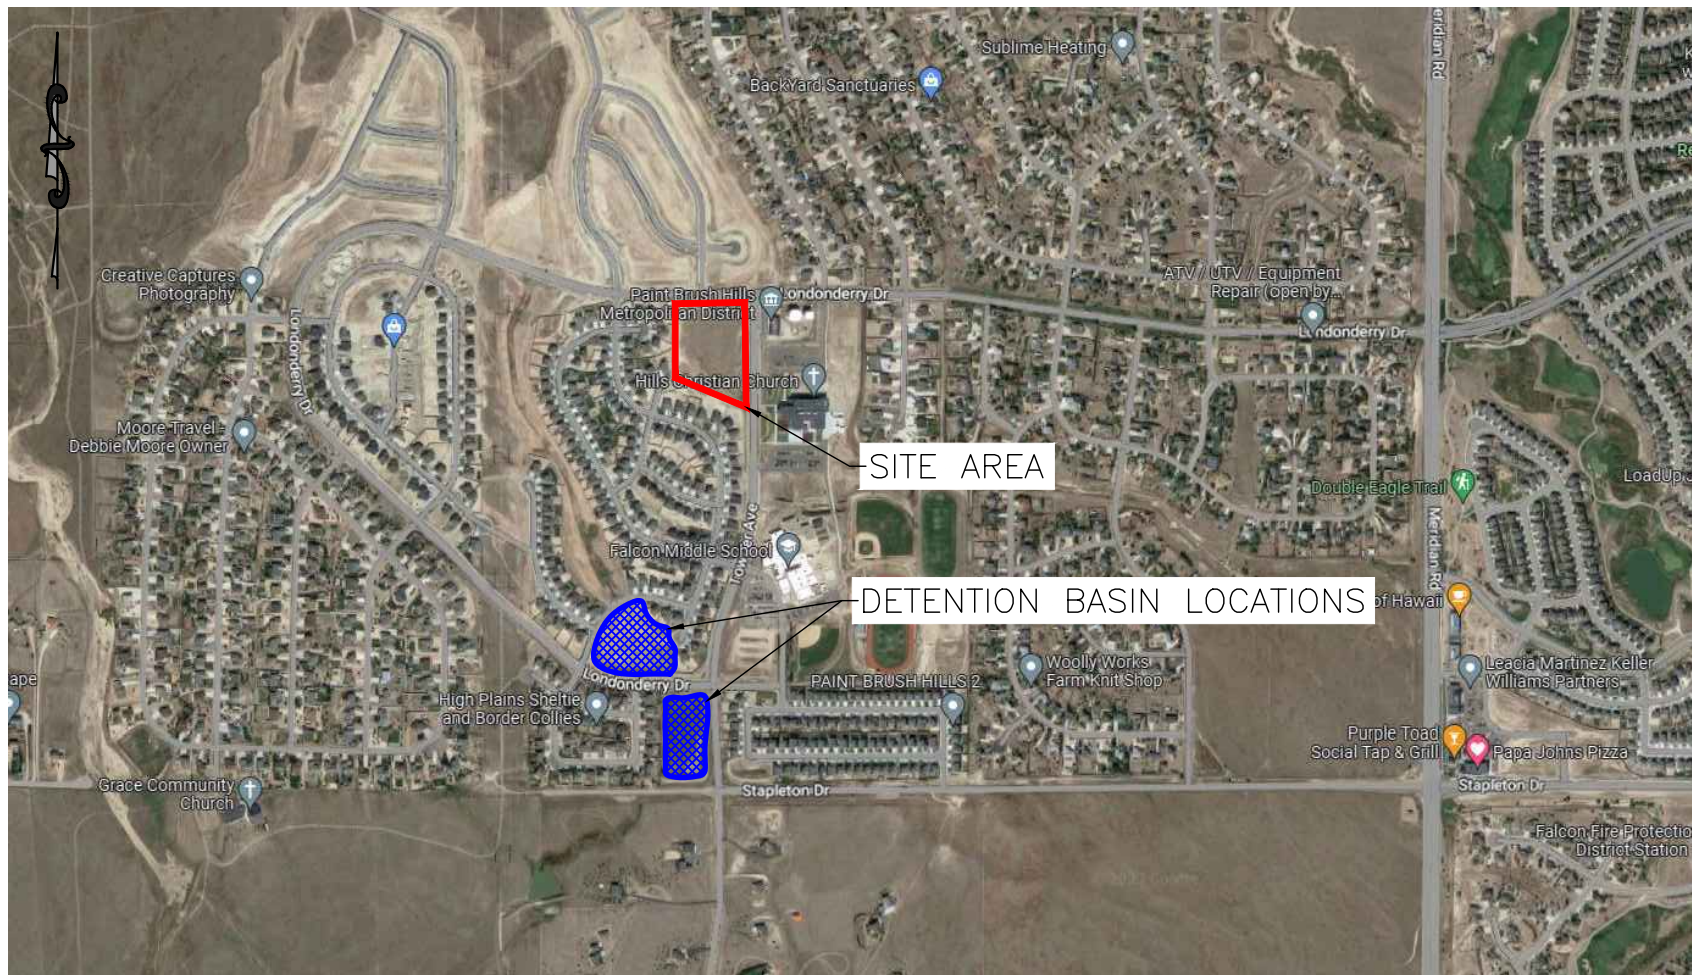 Meridian Rd
Sublime Heating
BackYard Sanctuaries
Creative Captures
Photography
Londonderry Dr
Paint Brush Hills
Metropolitan District
Londonderry Dr
ATV / UTV / Equipment
Repair (open by...
Londonderry Dr
Hills Christian Church
Moore Travel -
Debbie Moore Owner
SITE AREA
Double Eagle Trail
LoadUp J
Meridian Rd
Tower Ave
Falcon Middle School
DETENTION BASIN LOCATIONS
of Hawaii
ape
Londonderry Dr
High Plains Sheltie
and Border Collies
PAINT BRUSH HILLS 2
Woolly Works
Farm Knit Shop
Leacia Martinez Keller
Williams Partners
Purple Toad
Social Tap & Grill
Papa Johns Pizza
Grace Community
Church
Stapleton Dr
Stapleton Dr
Falcon Fire Protectio
District Station